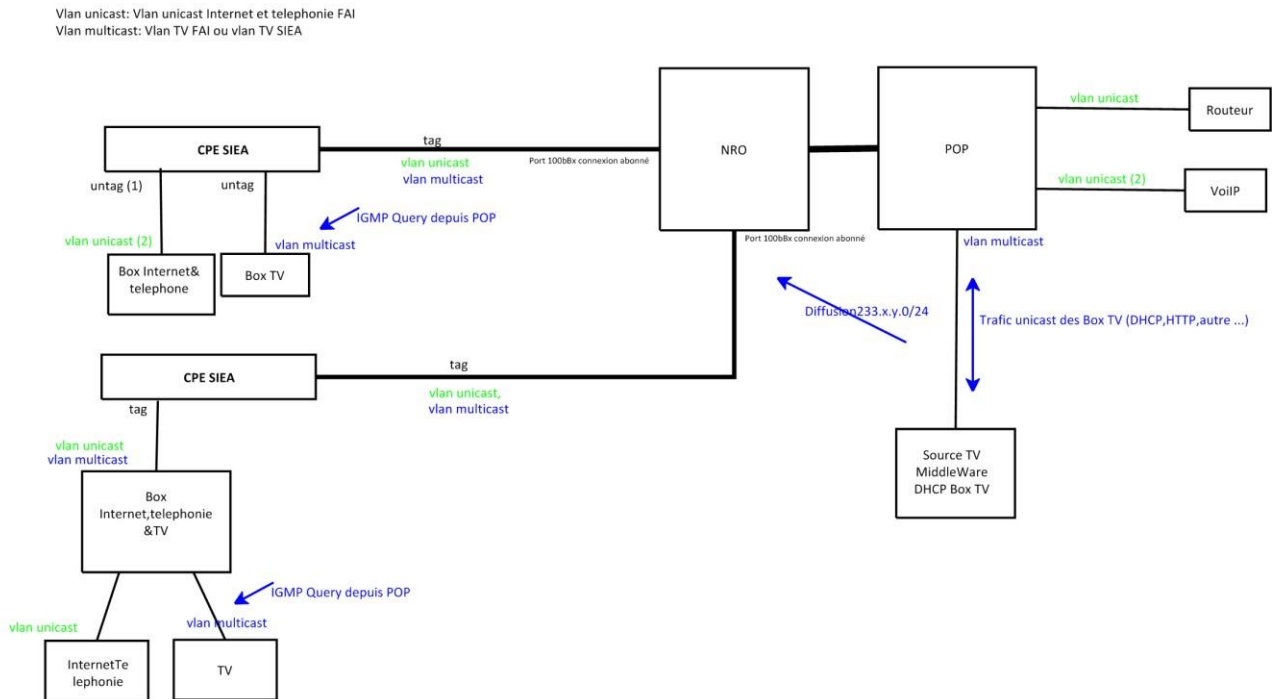 Vlan unicast: Vlan unicast Internet et telephonie FAI
Vlan multicast: Vlan TV FAI ou vlan TV SIEA
CPE SIEA
untag (1)
untag
tag
vlan unicast
vlan multicast
Port 100bBx connexion abonné
NRO
POP
vlan unicast
Routeur
vlan unicast (2)
VoiIP
IGMP Query depuis POP
vlan unicast (2)
vlan multicast
Box Internet&
telephone
Box TV
Port 100bBx connexion abonné
vlan multicast
Diffusion233.x.y.0/24
Trafic unicast des Box TV (DHCP,HTTP,autre ...)
CPE SIEA
tag
tag
vlan unicast,
vlan multicast
vlan unicast
vlan multicast
Box
Internet,telephonie
&TV
Source TV
MiddleWare
DHCP Box TV
IGMP Query depuis POP
vlan unicast
vlan multicast
InternetTe
lephonie
TV